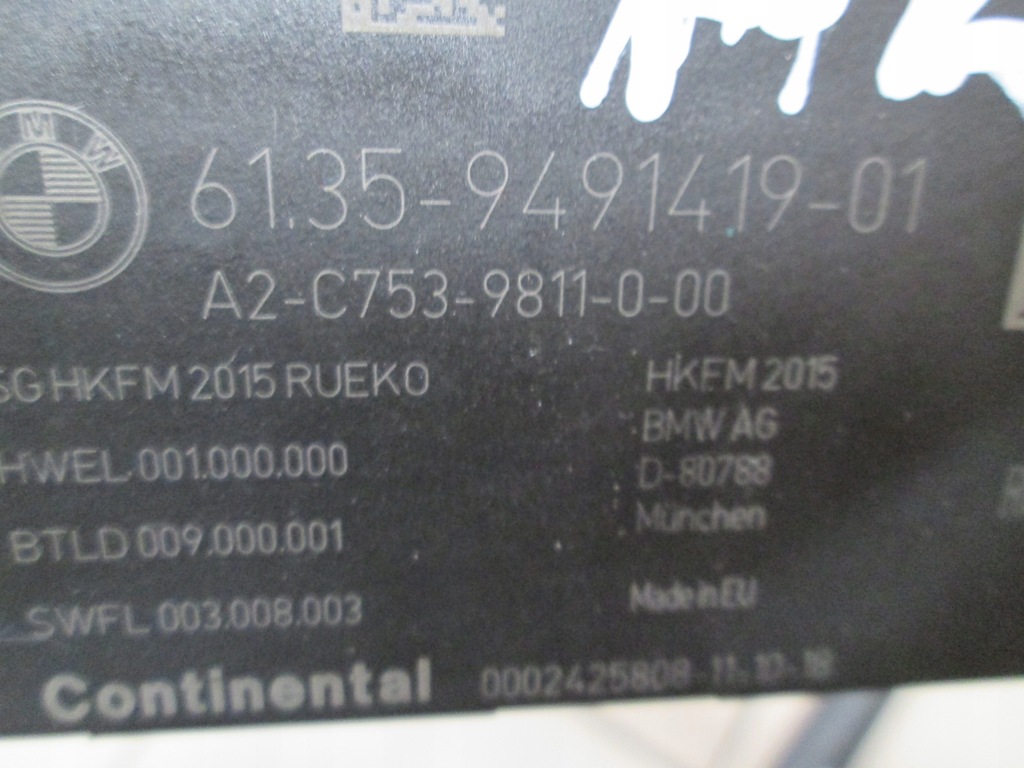 BMW
61.35-9491419-01
A2-C753-9811-0-00
SG HKFM 2015 RUEKO
HWEL 001.000.000
BTLD 009.000.001
SWFL 003.008.003
HKFM 2015
BMW AG
D-80788
München
Made in EU
Continental 0002425808 11-10-18